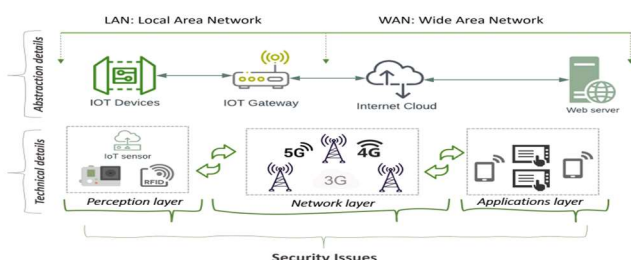 LAN: Local Area Network
WAN: Wide Area Network
Abstraction details
IOT Devices
IOT Gateway
Internet Cloud
Web server
Technical details
IoT sensor
RFID
5G
4G
3G
Perception layer
Network layer
Applications layer
Security Issues